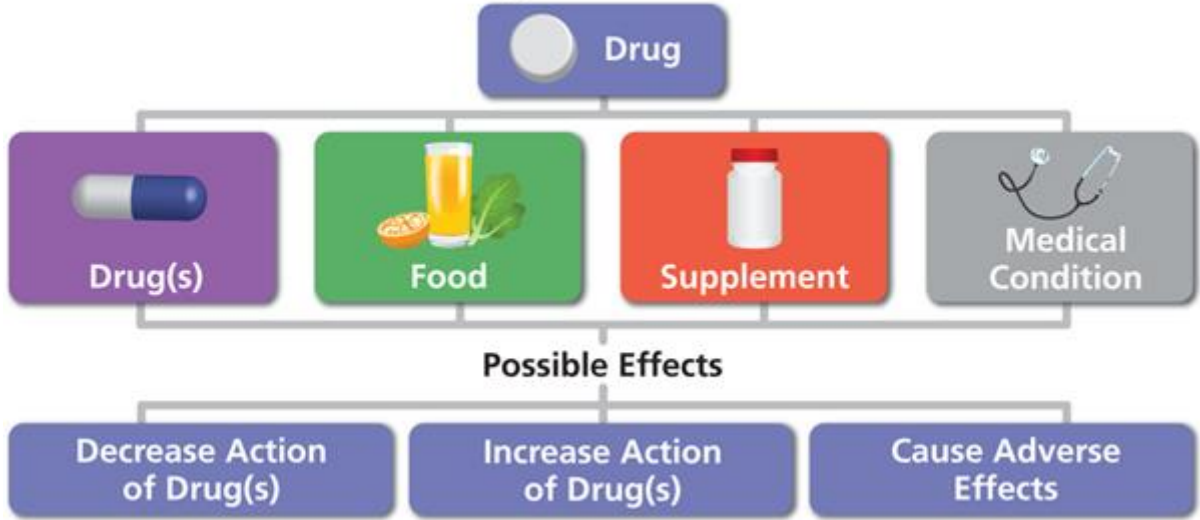 Drug
Drug(s)
Food
Supplement
Medical
Condition
Possible Effects
Decrease Action
of Drug(s)
Increase Action
of Drug(s)
Cause Adverse
Effects